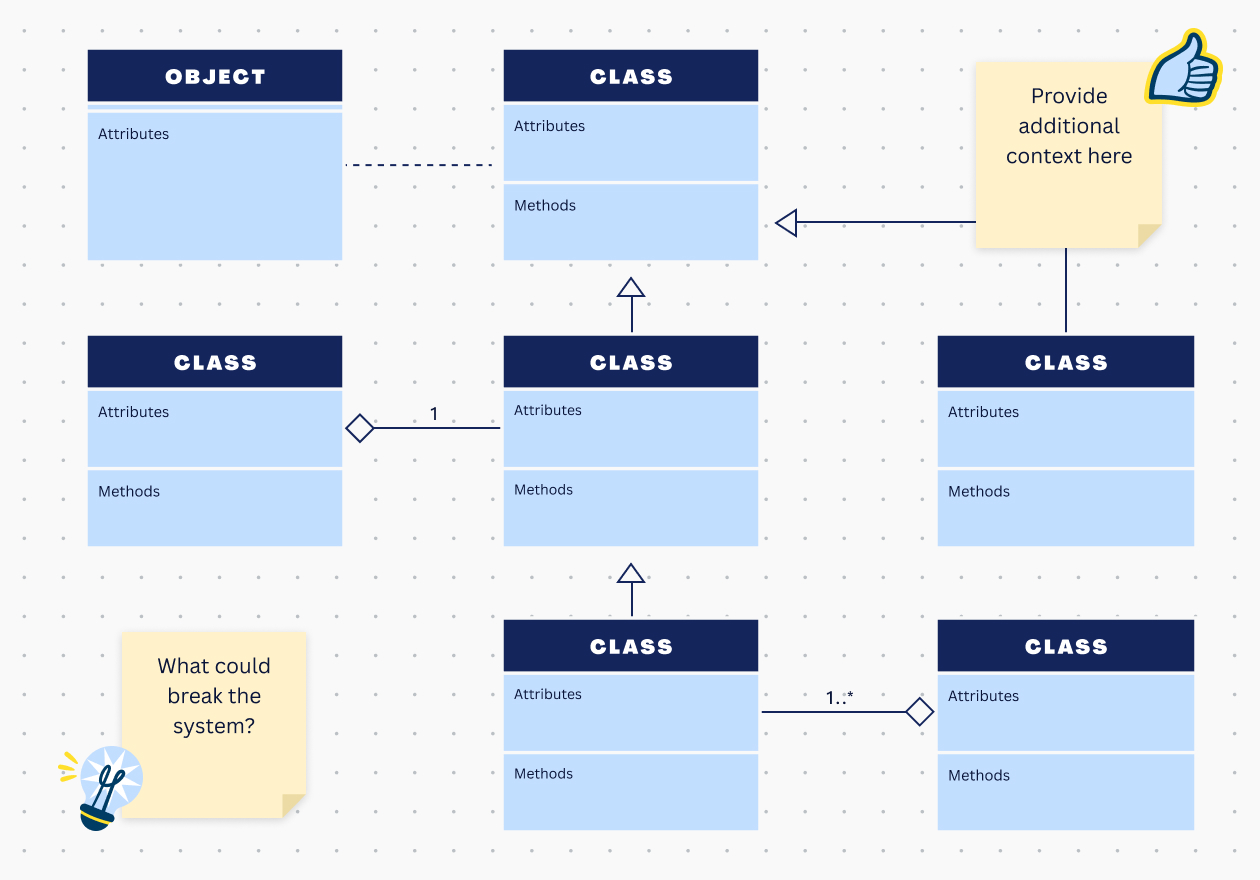 OBJECT
Attributes
CLASS
Attributes
Methods
Provide
additional
context here
CLASS
Attributes
Methods
1
CLASS
Attributes
Methods
CLASS
Attributes
Methods
What could
break the
system?
CLASS
Attributes
Methods
1..*
CLASS
Attributes
Methods